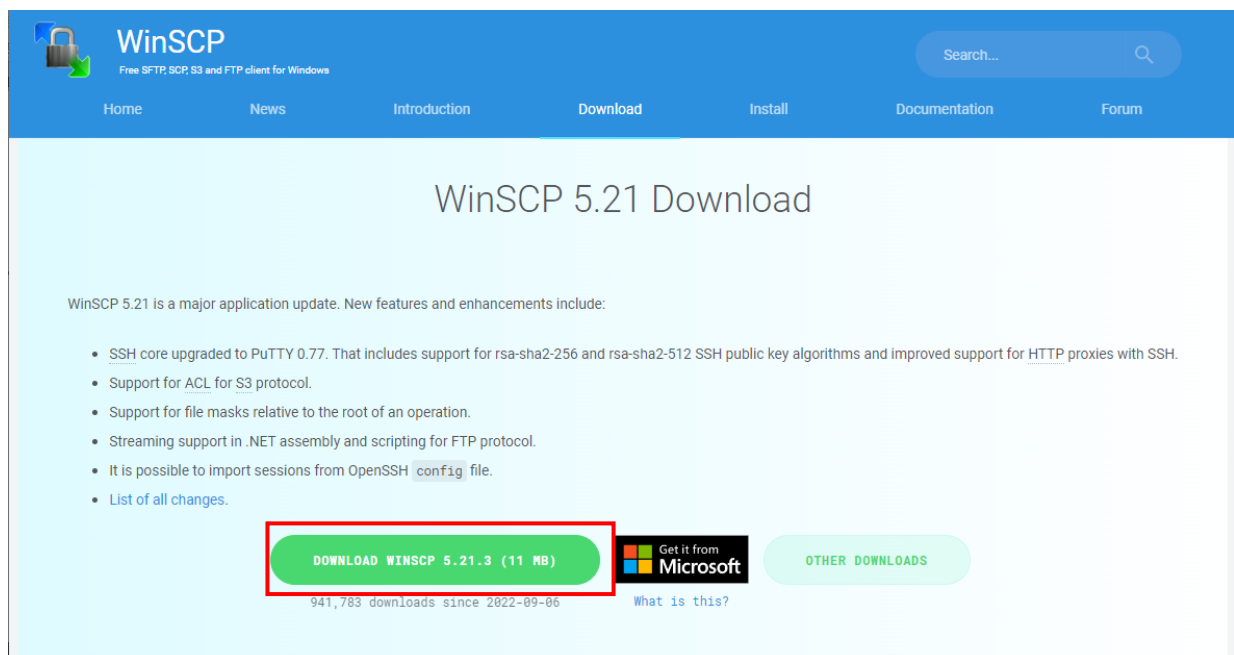 WinSCP
Free SFTP, SCP, S3 and FTP client for Windows
Search...
Home News Introduction Download Install Documentation Forum
WinSCP 5.21 Download
WinSCP 5.21 is a major application update. New features and enhancements include:
SSH core upgraded to PuTTY 0.77. That includes support for rsa-sha2-256 and rsa-sha2-512 SSH public key algorithms and improved support for HTTP proxies with SSH.
Support for ACL for S3 protocol.
Support for file masks relative to the root of an operation.
Streaming support in .NET assembly and scripting for FTP protocol.
It is possible to import sessions from OpenSSH config file.
List of all changes.
DOWNLOAD WINSCP 5.21.3 (11 MB)
Get it from
Microsoft
OTHER DOWNLOADS
941,783 downloads since 2022-09-06
What is this?